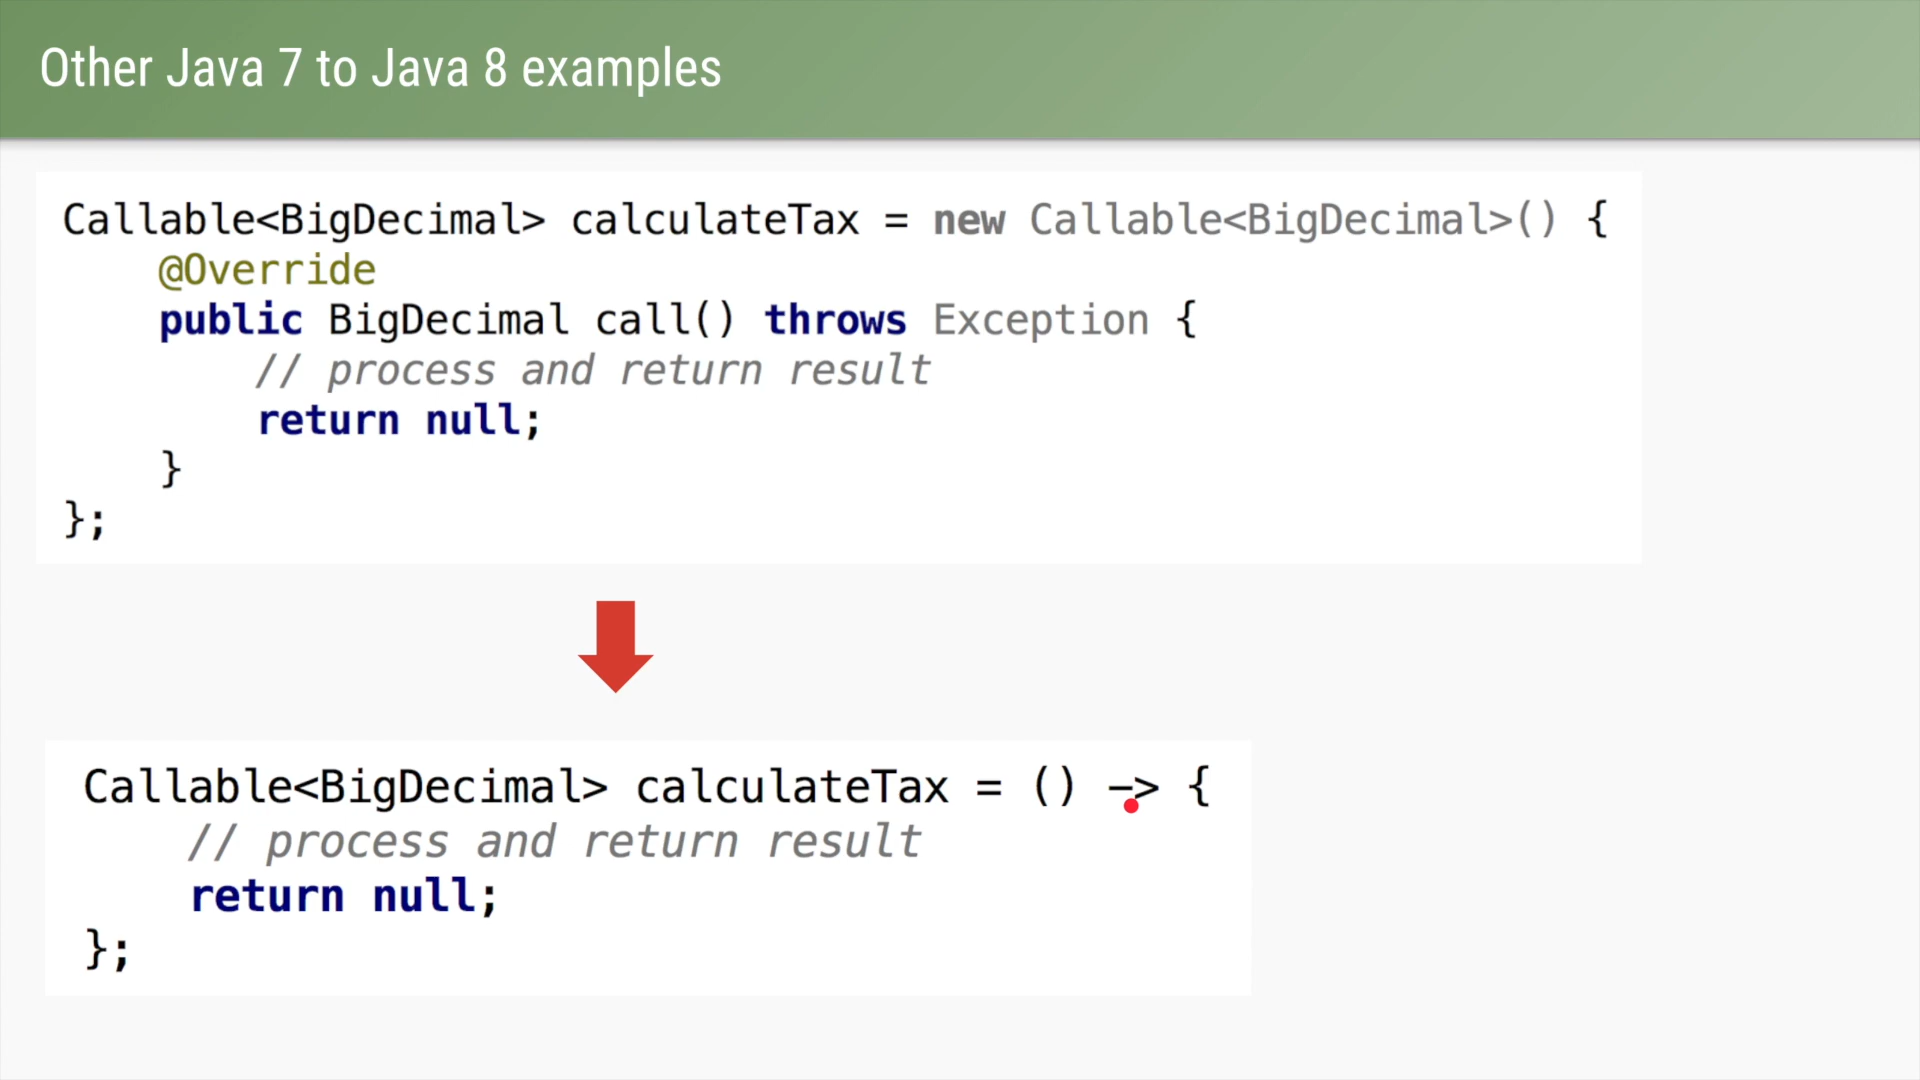 Other Java 7 to Java 8 examples
Callable<BigDecimal> calculateTax = new Callable<BigDecimal>() {
@Override
public BigDecimal call() throws Exception {
// process and return result
return null;
}
};
Callable<BigDecimal> calculateTax = () -> {
// process and return result
return null;
};